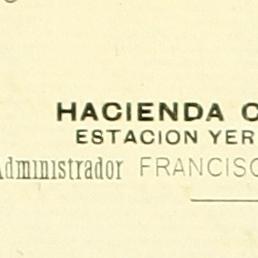 HACIENDA C
ESTACION YER
Administrador FRANCISC